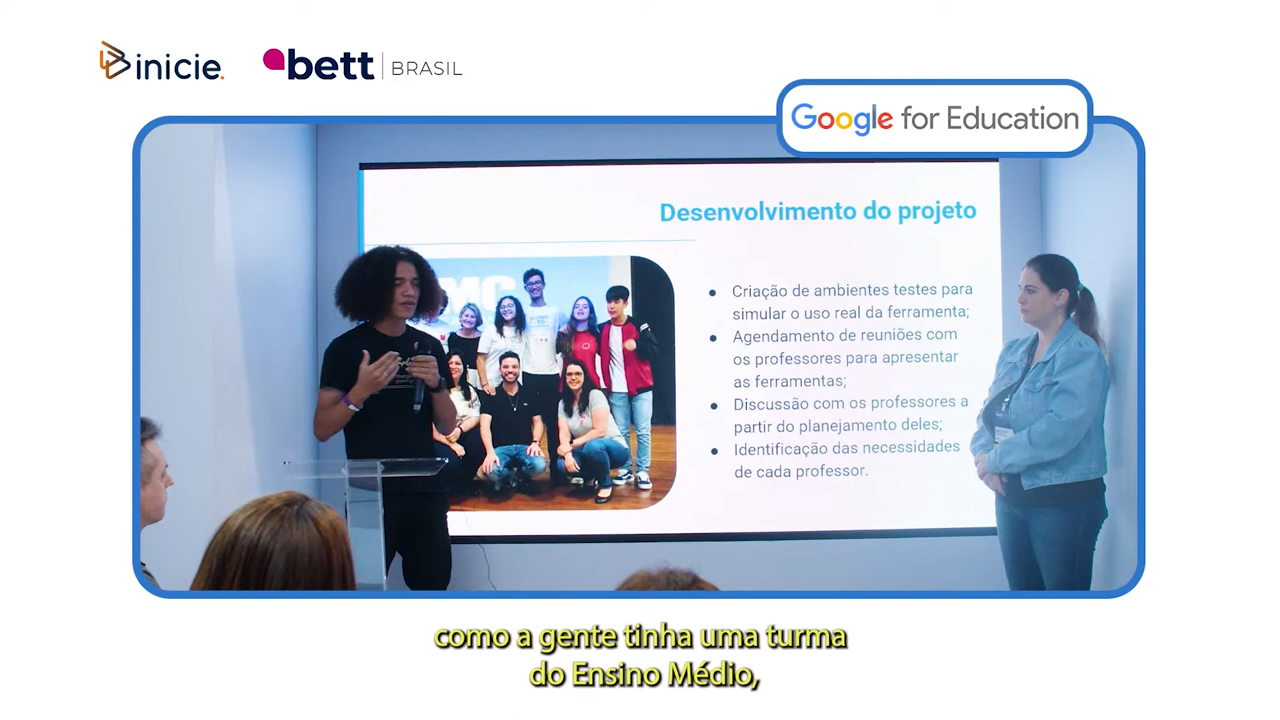 inicie.
bett BRASIL
Google for Education
Desenvolvimento do projeto
MC
● Criação de ambientes testes para
simular o uso real da ferramenta;
● Agendamento de reuniões com
os professores para apresentar
as ferramentas;
● Discussão com os professores a
partir do planejamento deles;
● Identificação das necessidades
de cada professor.
como a gente tinha uma turma
do Ensino Médio,